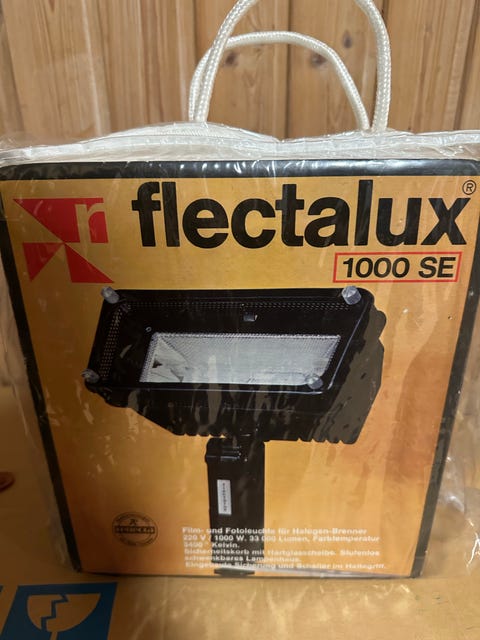 r
flectalux®
1000 SE
Film- und Fotoleuchte für Halogen-Brenner
220 V / 1000 W, 33 000 Lumen, Farbtemperatur
3400° Kelvin.
Sicherheitskorb mit Hartglasscheibe. Stufenlos
schwenkbares Lampenhaus.
Eingebaute Sicherung und Schalter im Haltegriff.